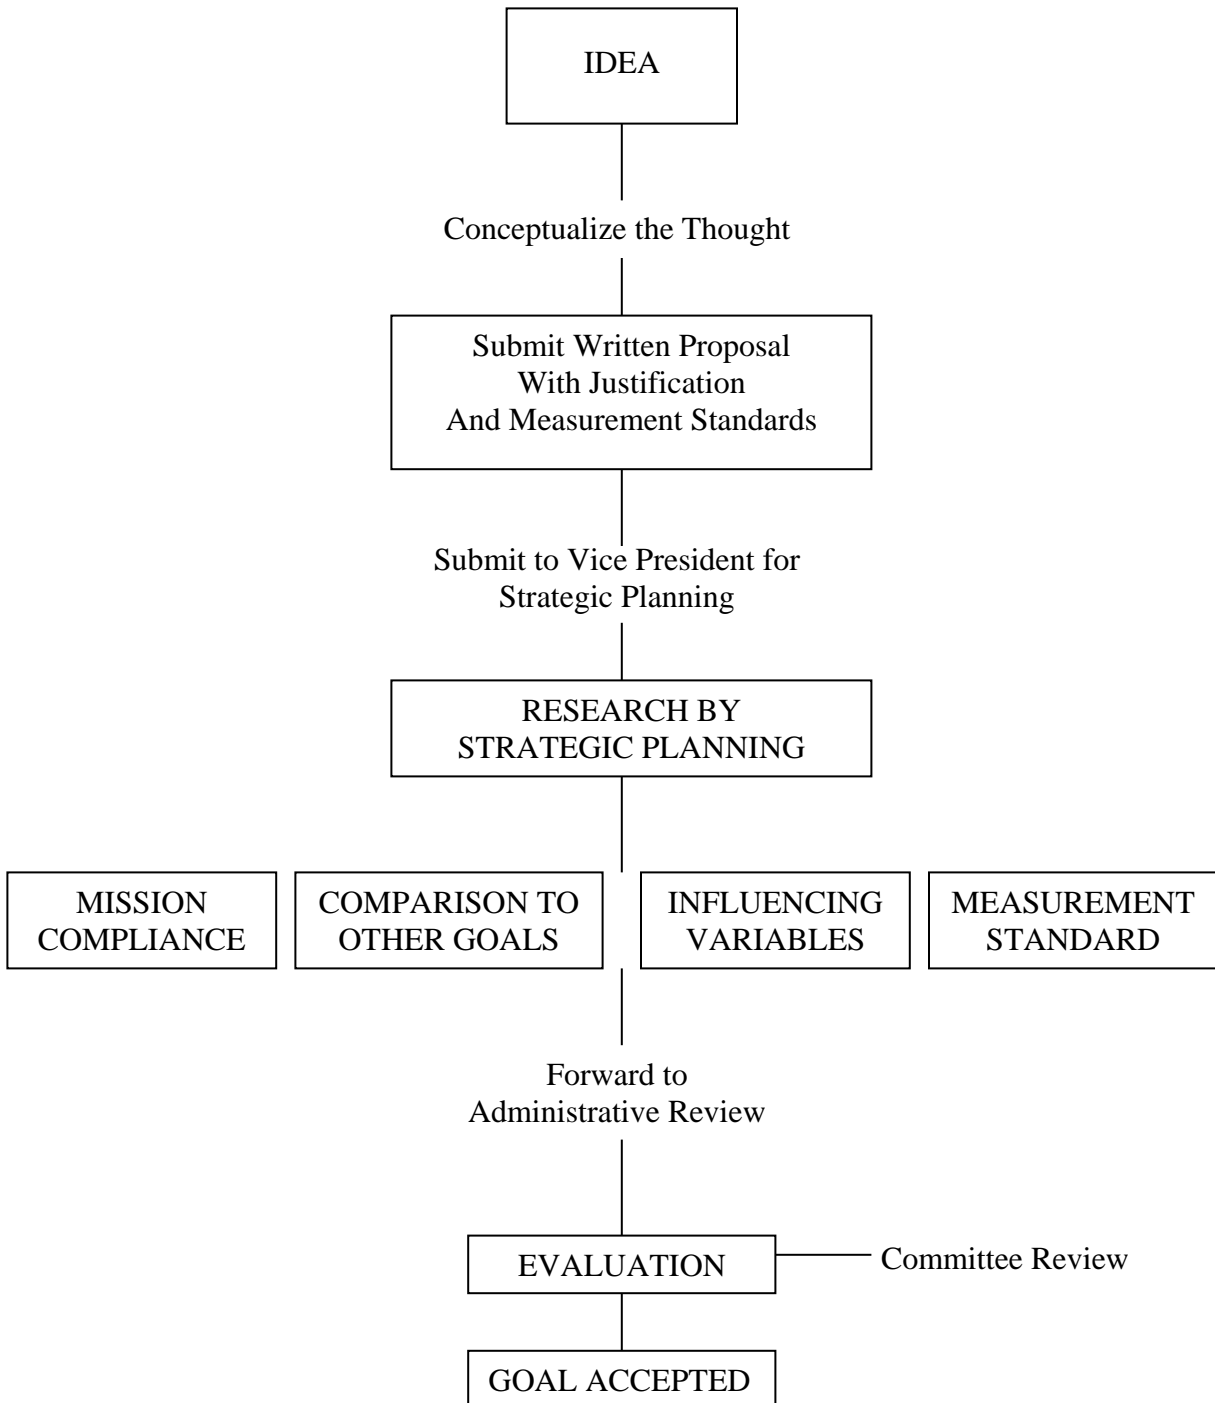 IDEA
Conceptualize the Thought
Submit Written Proposal
With Justification
And Measurement Standards
Submit to Vice President for
Strategic Planning
RESEARCH BY
STRATEGIC PLANNING
MISSION
COMPLIANCE
COMPARISON TO
OTHER GOALS
INFLUENCING
VARIABLES
MEASUREMENT
STANDARD
Forward to
Administrative Review
EVALUATION
Committee Review
GOAL ACCEPTED